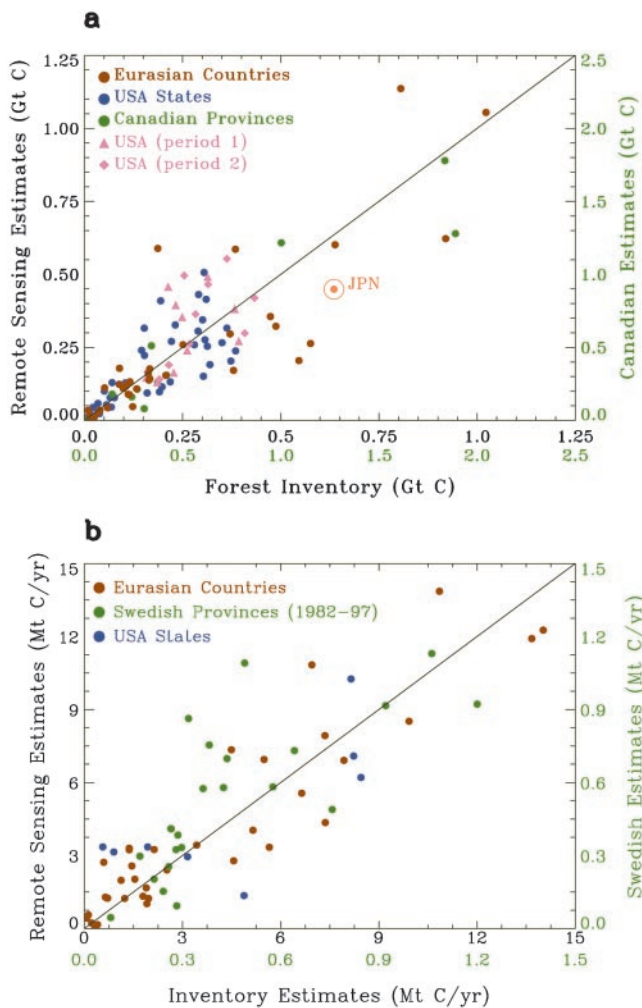 a
Remote Sensing Estimates (Gt C)
1.25
1.00
0.75
0.50
0.25
0.00
Eurasian Countries
USA States
Canadian Provinces
USA (period 1)
USA (period 2)
JPN
2.5
2.0
1.5
1.0
0.5
0.0
Canadian Estimates (Gt C)
0.00 0.25 0.5 0.75 1.0 1.25
0.0 0.5 1.0 1.5 2.0 2.5
Forest Inventory (Gt C)
b
Remote Sensing Estimates (Mt C/yr)
15
12
9
6
3
0
Eurasian Countries
Swedish Provinces (1982-97)
USA States
1.5
1.2
0.9
0.6
0.3
0.0
Swedish Estimates (Mt C/yr)
0 3 6 9 12 15
0.0 0.3 0.6 0.9 1.2 1.5
Inventory Estimates (Mt C/yr)